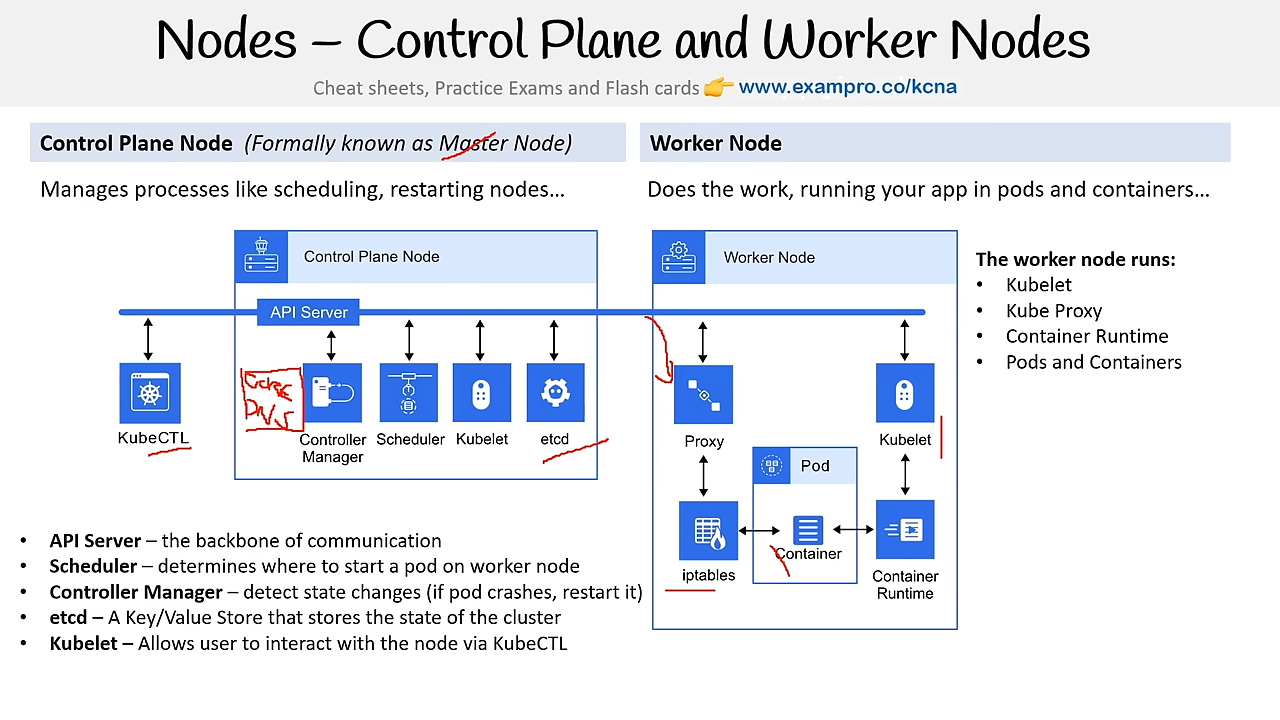 Nodes – Control Plane and Worker Nodes
Cheat sheets, Practice Exams and Flash cards 👉 www.exampro.co/kcna
Control Plane Node (Formally known as Master Node)
Manages processes like scheduling, restarting nodes…
Control Plane Node
API Server
KubeCTL
Core
DNS
Controller
Manager
Scheduler
Kubelet
etcd
• API Server – the backbone of communication
• Scheduler – determines where to start a pod on worker node
• Controller Manager – detect state changes (if pod crashes, restart it)
• etcd – A Key/Value Store that stores the state of the cluster
• Kubelet – Allows user to interact with the node via KubeCTL
Worker Node
Does the work, running your app in pods and containers…
Worker Node
Proxy
Kubelet
Pod
Container
iptables
Container
Runtime
The worker node runs:
• Kubelet
• Kube Proxy
• Container Runtime
• Pods and Containers